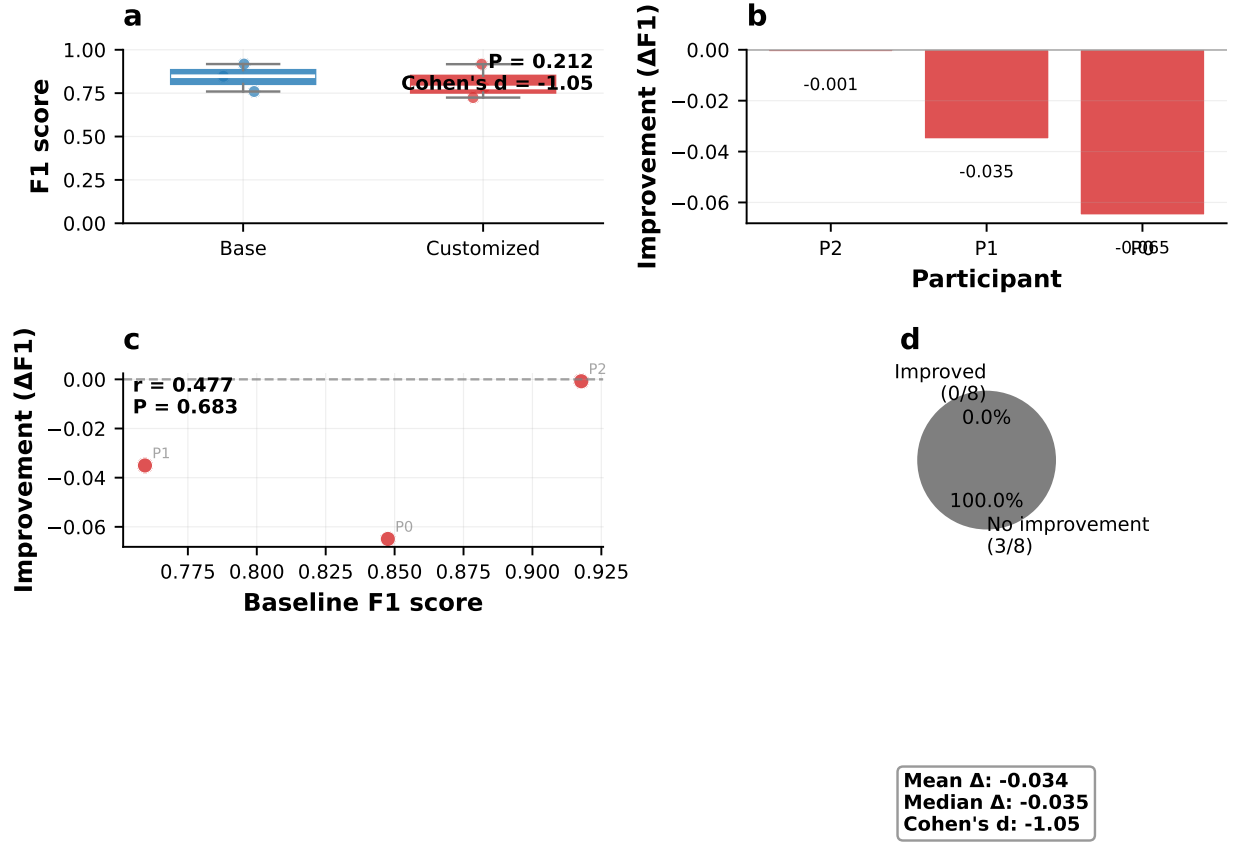 a
F1 score
1.00
0.75
0.50
0.25
0.00
P = 0.212
Cohen's d = -1.05
Base
Customized
b
Improvement (ΔF1)
0.00
−0.02
−0.04
−0.06
-0.001
-0.035
-0.065
P2
P1
P0
Participant
c
Improvement (ΔF1)
0.00
−0.02
−0.04
−0.06
r = 0.477
P = 0.683
P2
P1
P0
0.775
0.800
0.825
0.850
0.875
0.900
0.925
Baseline F1 score
d
Improved
(0/8)
0.0%
100.0%
No improvement
(3/8)
Mean Δ: -0.034
Median Δ: -0.035
Cohen's d: -1.05